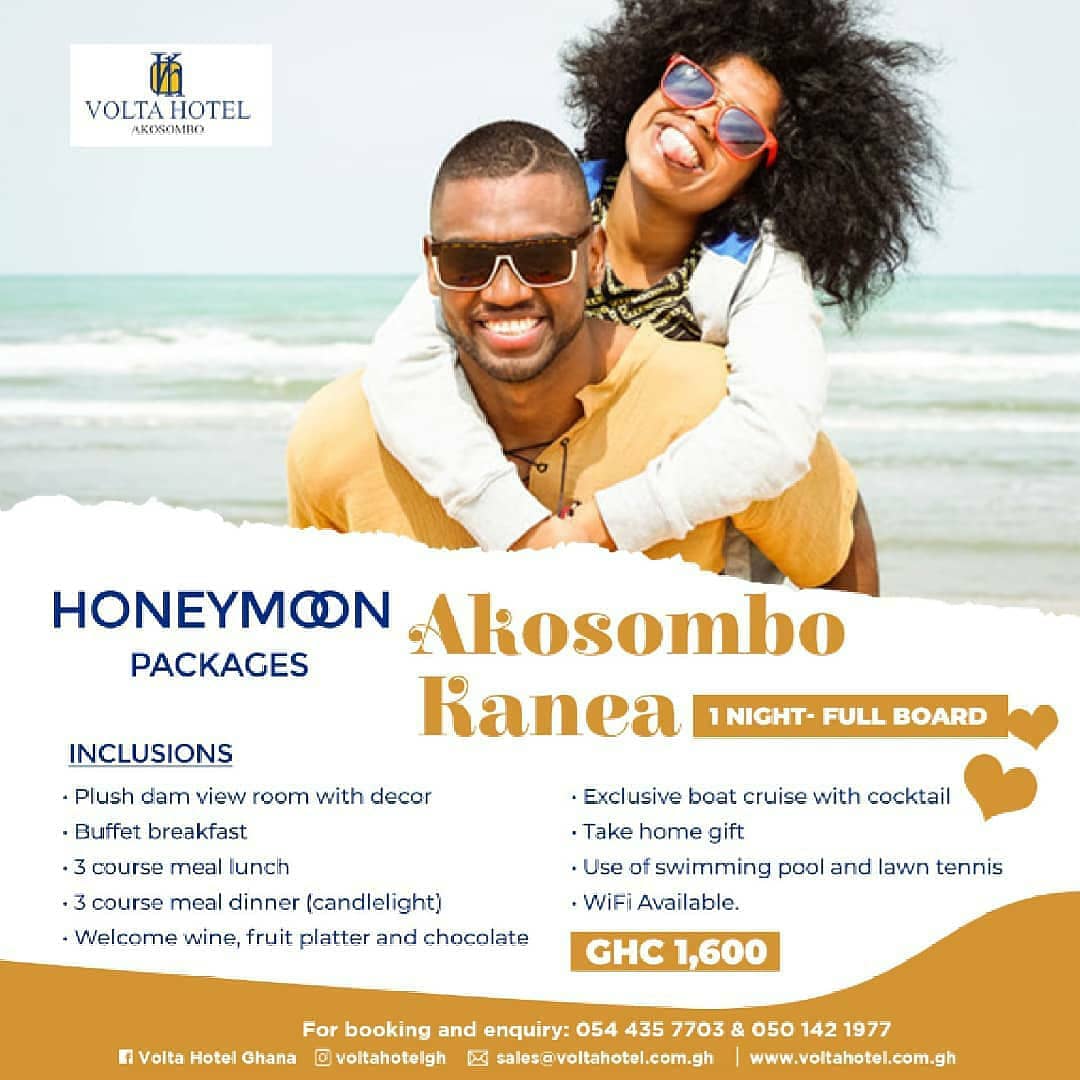 VOLTA HOTEL
AKOSOMBO
HONEYMOON
PACKAGES
Akosombo
Kanea
1 NIGHT- FULL BOARD
INCLUSIONS
• Plush dam view room with decor
• Buffet breakfast
• 3 course meal lunch
• 3 course meal dinner (candlelight)
• Welcome wine, fruit platter and chocolate
• Exclusive boat cruise with cocktail
• Take home gift
• Use of swimming pool and lawn tennis
• WiFi Available.
GHC 1,600
For booking and enquiry: 054 435 7703 & 050 142 1977
Volta Hotel Ghana voltahotelgh sales@voltahotel.com.gh | www.voltahotel.com.gh